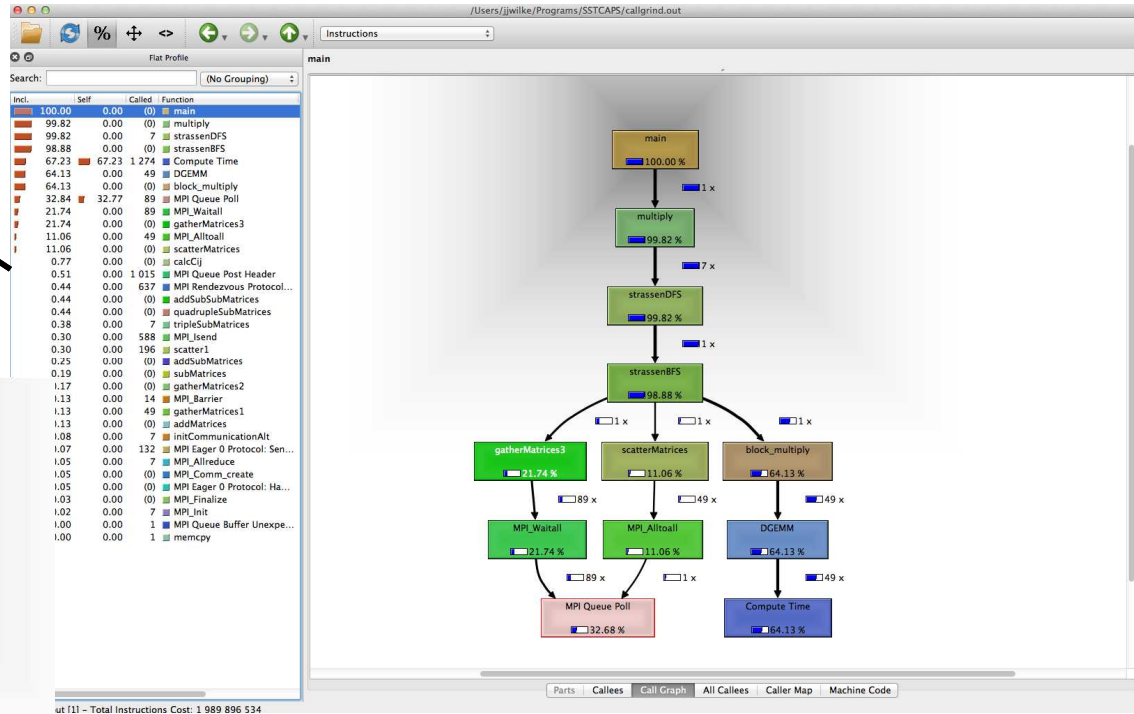 /Users/jjwilke/Programs/SSTCAPS/callgrind.out
% Instructions
Flat Profile
main
Search: (No Grouping)
Incl. Self Called Function
100.00 0.00 (0) main
99.82 0.00 (0) multiply
99.82 0.00 7 strassenDFS
98.88 0.00 (0) strassenBFS
67.23 67.23 1 274 Compute Time
64.13 0.00 49 DGEMM
64.13 0.00 (0) block_multiply
32.84 32.77 89 MPI Queue Poll
21.74 0.00 89 MPI_Waitall
21.74 0.00 (0) gatherMatrices3
11.06 0.00 49 MPI_Alltoall
11.06 0.00 (0) scatterMatrices
0.77 0.00 (0) calcCij
0.51 0.00 1 015 MPI Queue Post Header
0.44 0.00 637 MPI Rendezvous Protocol...
0.44 0.00 (0) addSubSubMatrices
0.44 0.00 (0) quadrupleSubMatrices
0.38 0.00 7 tripleSubMatrices
0.30 0.00 588 MPI_Isend
0.30 0.00 196 scatter1
0.25 0.00 (0) addSubMatrices
0.19 0.00 (0) subMatrices
.17 0.00 (0) gatherMatrices2
.13 0.00 14 MPI_Barrier
.13 0.00 49 gatherMatrices1
.13 0.00 (0) addMatrices
.08 0.00 7 initCommunicationAlt
.07 0.00 132 MPI Eager 0 Protocol: Sen...
.05 0.00 7 MPI_Allreduce
.05 0.00 (0) MPI_Comm_create
.05 0.00 (0) MPI Eager 0 Protocol: Ha...
.03 0.00 (0) MPI_Finalize
.02 0.00 7 MPI_Init
.00 0.00 1 MPI Queue Buffer Unexpe...
.00 0.00 1 memcpy
main
100.00 %
1 x
multiply
99.82 %
7 x
strassenDFS
99.82 %
1 x
strassenBFS
98.88 %
1 x 1 x 1 x
gatherMatrices3 scatterMatrices block_multiply
21.74 % 11.06 % 64.13 %
89 x 49 x 49 x
MPI_Waitall MPI_Alltoall DGEMM
21.74 % 11.06 % 64.13 %
89 x 1 x 49 x
MPI Queue Poll Compute Time
32.68 % 64.13 %
Parts Callees Call Graph All Callees Caller Map Machine Code
ut [1] - Total Instructions Cost: 1 989 896 534